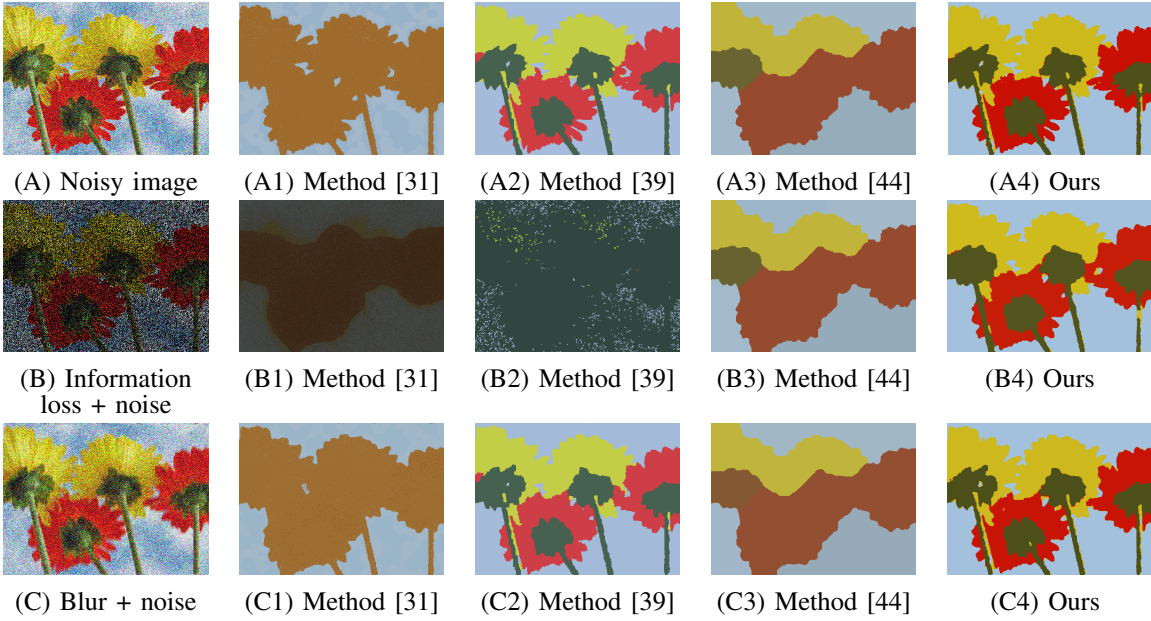 (A) Noisy image
(A1) Method [31]
(A2) Method [39]
(A3) Method [44]
(A4) Ours
(B) Information
loss + noise
(B1) Method [31]
(B2) Method [39]
(B3) Method [44]
(B4) Ours
(C) Blur + noise
(C1) Method [31]
(C2) Method [39]
(C3) Method [44]
(C4) Ours